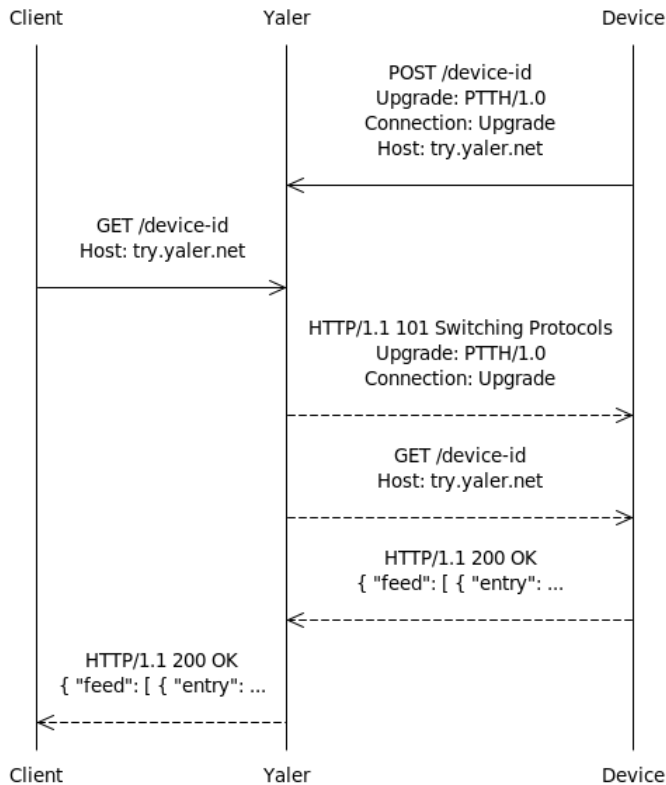 Client Yaler Device
POST /device-id
Upgrade: PTTH/1.0
Connection: Upgrade
Host: try.yaler.net
GET /device-id
Host: try.yaler.net
HTTP/1.1 101 Switching Protocols
Upgrade: PTTH/1.0
Connection: Upgrade
GET /device-id
Host: try.yaler.net
HTTP/1.1 200 OK
{ "feed": [ { "entry": ...
HTTP/1.1 200 OK
{ "feed": [ { "entry": ...
Client Yaler Device